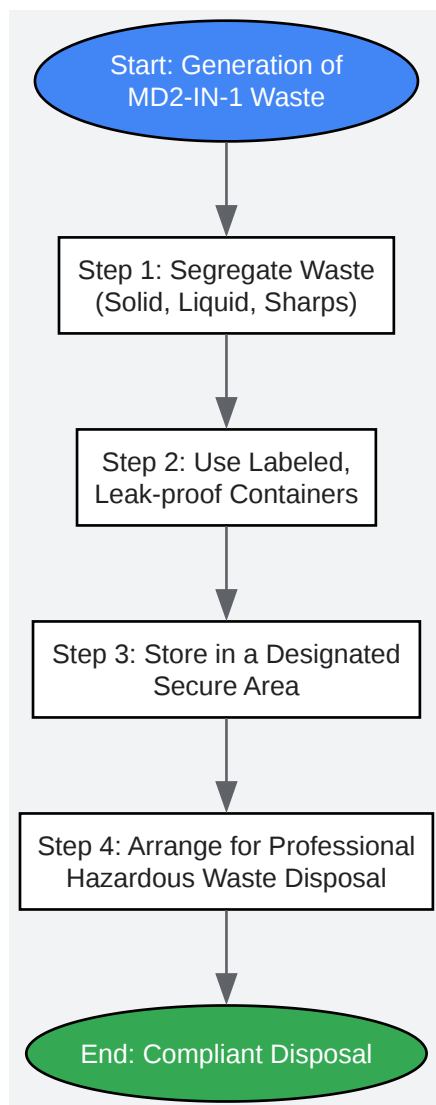 Start: Generation of
MD2-IN-1 Waste
Step 1: Segregate Waste
(Solid, Liquid, Sharps)
Step 2: Use Labeled,
Leak-proof Containers
Step 3: Store in a Designated
Secure Area
Step 4: Arrange for Professional
Hazardous Waste Disposal
End: Compliant Disposal